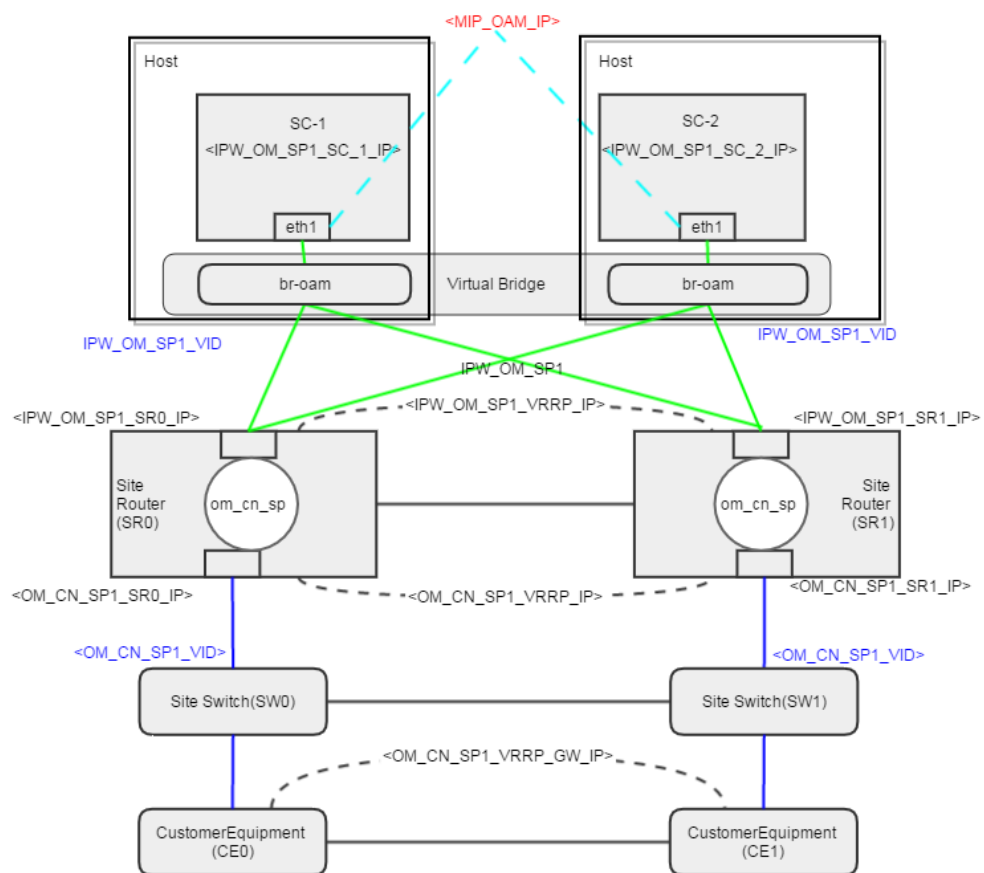 <MIP_OAM_IP>
Host
Host
SC-1
<IPW_OM_SP1_SC_1_IP>
SC-2
<IPW_OM_SP1_SC_2_IP>
eth1
eth1
br-oam
Virtual Bridge
br-oam
IPW_OM_SP1_VID
IPW_OM_SP1_VID
IPW_OM_SP1
<IPW_OM_SP1_SR0_IP>
<IPW_OM_SP1_VRRP_IP>
<IPW_OM_SP1_SR1_IP>
Site
Router
(SR0)
om_cn_sp
om_cn_sp
Site
Router
(SR1)
<OM_CN_SP1_SR0_IP>
<OM_CN_SP1_VRRP_IP>
<OM_CN_SP1_SR1_IP>
<OM_CN_SP1_VID>
<OM_CN_SP1_VID>
Site Switch(SW0)
Site Switch(SW1)
<OM_CN_SP1_VRRP_GW_IP>
CustomerEquipment
(CE0)
CustomerEquipment
(CE1)